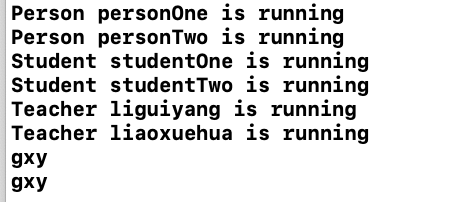 Person personOne is running
Person personTwo is running
Student studentOne is running
Student studentTwo is running
Teacher liguiyang is running
Teacher liaoxuehua is running
gxy
gxy